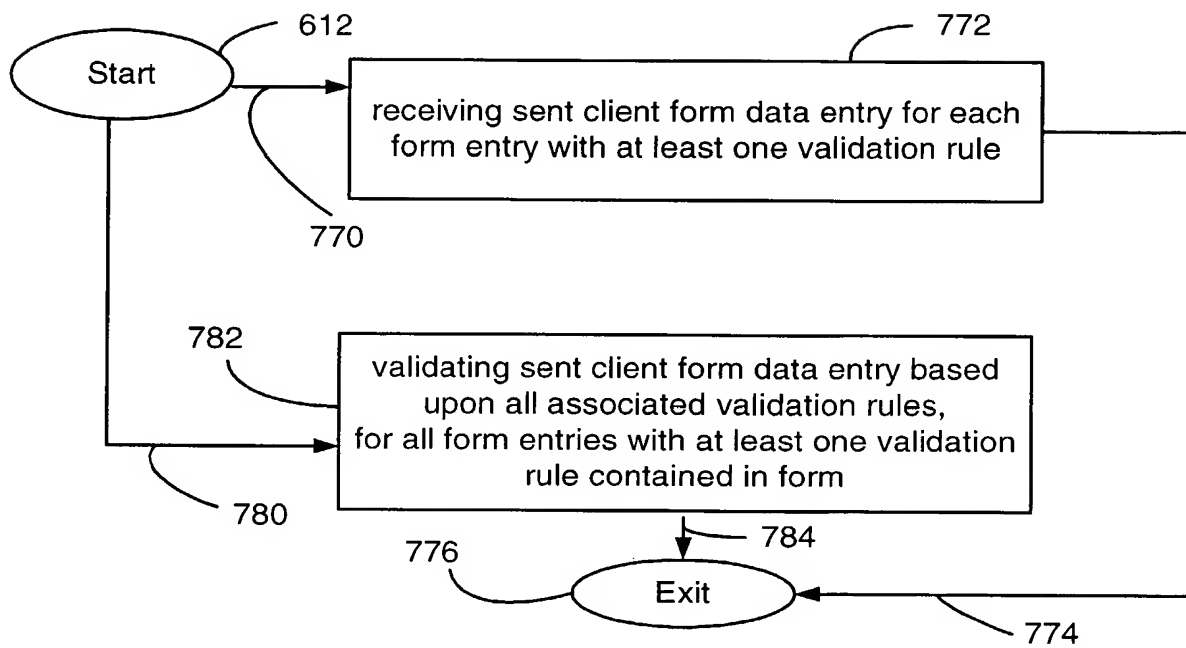 612
772
Start
receiving sent client form data entry for each
form entry with at least one validation rule
770
782
validating sent client form data entry based
upon all associated validation rules,
for all form entries with at least one validation
rule contained in form
780
784
776
Exit
774